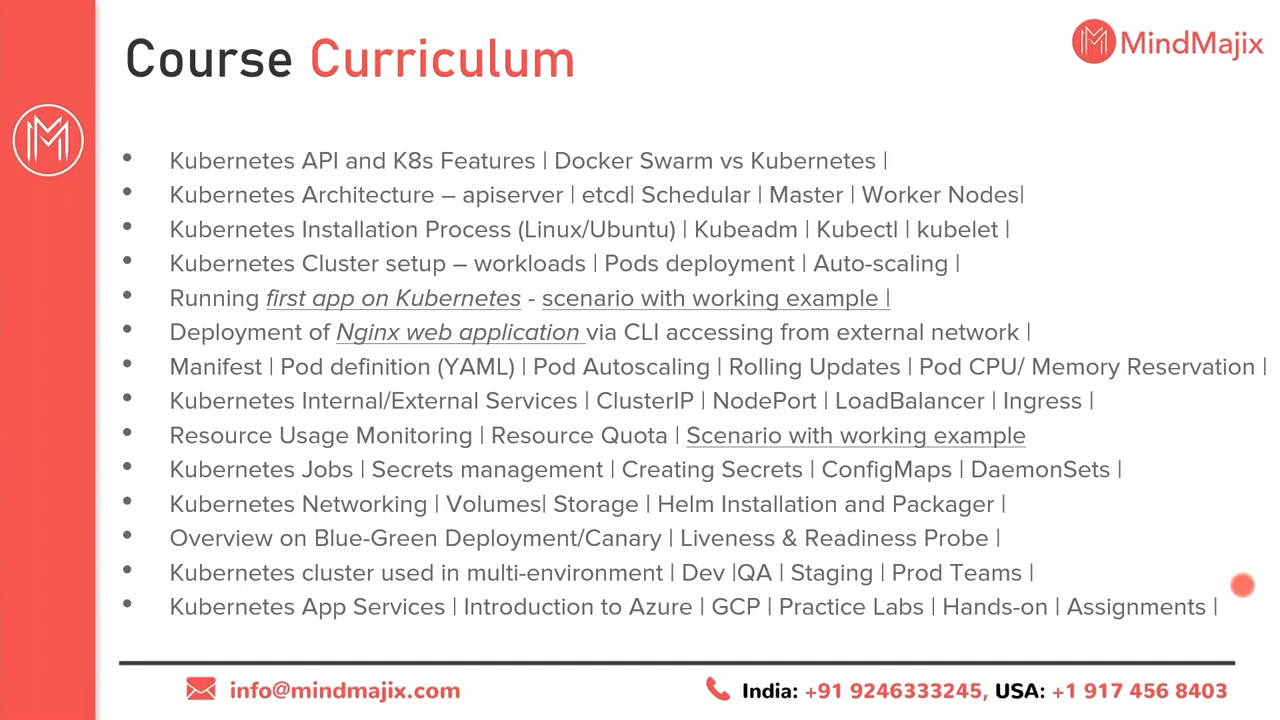 Course Curriculum
MindMajix
• Kubernetes API and K8s Features | Docker Swarm vs Kubernetes |
• Kubernetes Architecture – apiserver | etcd| Schedular | Master | Worker Nodes|
• Kubernetes Installation Process (Linux/Ubuntu) | Kubeadm | Kubectl | kubelet |
• Kubernetes Cluster setup – workloads | Pods deployment | Auto-scaling |
• Running first app on Kubernetes - scenario with working example |
• Deployment of Nginx web application via CLI accessing from external network |
• Manifest | Pod definition (YAML) | Pod Autoscaling | Rolling Updates | Pod CPU/ Memory Reservation |
• Kubernetes Internal/External Services | ClusterIP | NodePort | LoadBalancer | Ingress |
• Resource Usage Monitoring | Resource Quota | Scenario with working example
• Kubernetes Jobs | Secrets management | Creating Secrets | ConfigMaps | DaemonSets |
• Kubernetes Networking | Volumes| Storage | Helm Installation and Packager |
• Overview on Blue-Green Deployment/Canary | Liveness & Readiness Probe |
• Kubernetes cluster used in multi-environment | Dev |QA | Staging | Prod Teams |
• Kubernetes App Services | Introduction to Azure | GCP | Practice Labs | Hands-on | Assignments |
info@mindmajix.com
India: +91 9246333245, USA: +1 917 456 8403